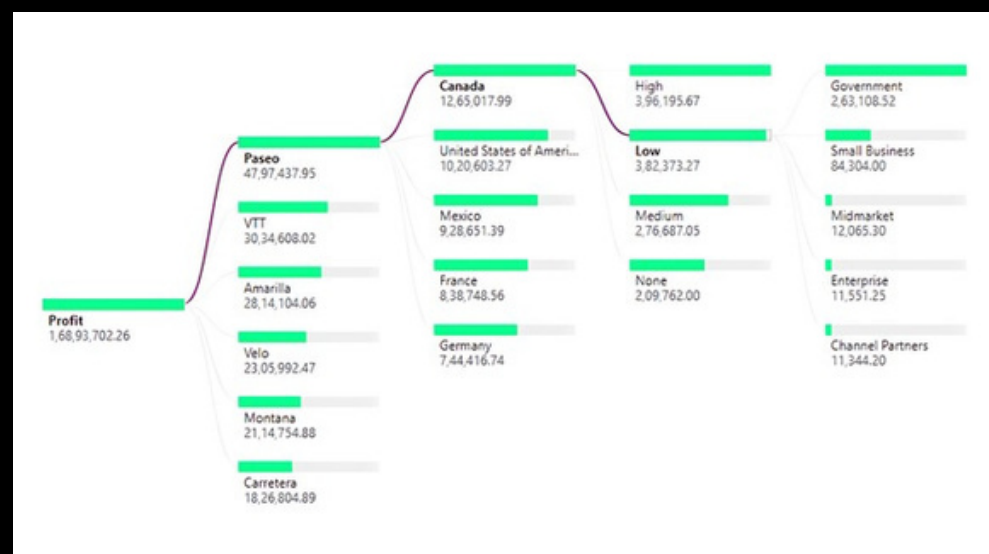 Profit
1,68,93,702.26
Paseo
47,97,437.95
VTT
30,34,608.02
Amarilla
28,14,104.06
Velo
23,05,992.47
Montana
21,14,754.88
Carretera
18,26,804.89
Canada
12,65,017.99
United States of Ameri...
10,20,603.27
Mexico
9,28,651.39
France
8,38,748.56
Germany
7,44,416.74
High
3,96,195.67
Low
3,82,373.27
Medium
2,76,687.05
None
2,09,762.00
Government
2,63,108.52
Small Business
84,304.00
Midmarket
12,065.30
Enterprise
11,551.25
Channel Partners
11,344.20